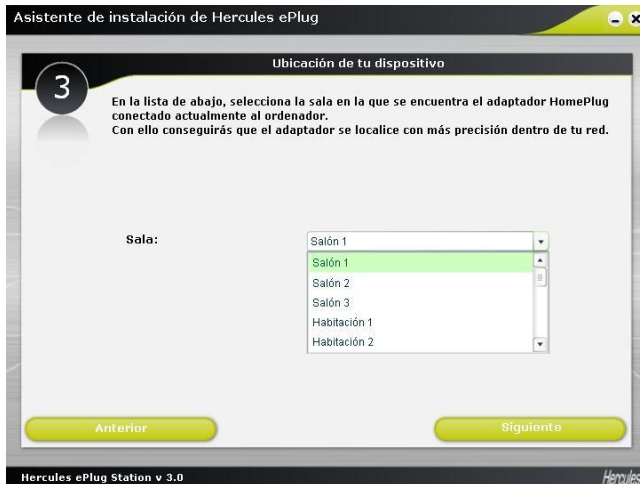 Asistente de instalación de Hercules ePlug
Ubicación de tu dispositivo
3
En la lista de abajo, selecciona la sala en la que se encuentra el adaptador HomePlug
conectado actualmente al ordenador.
Con ello conseguirás que el adaptador se localice con más precisión dentro de tu red.
Sala:
Salón 1
Salón 1
Salón 2
Salón 3
Habitación 1
Habitación 2
Anterior
Siguiente
Hercules ePlug Station v 3.0
Hercules